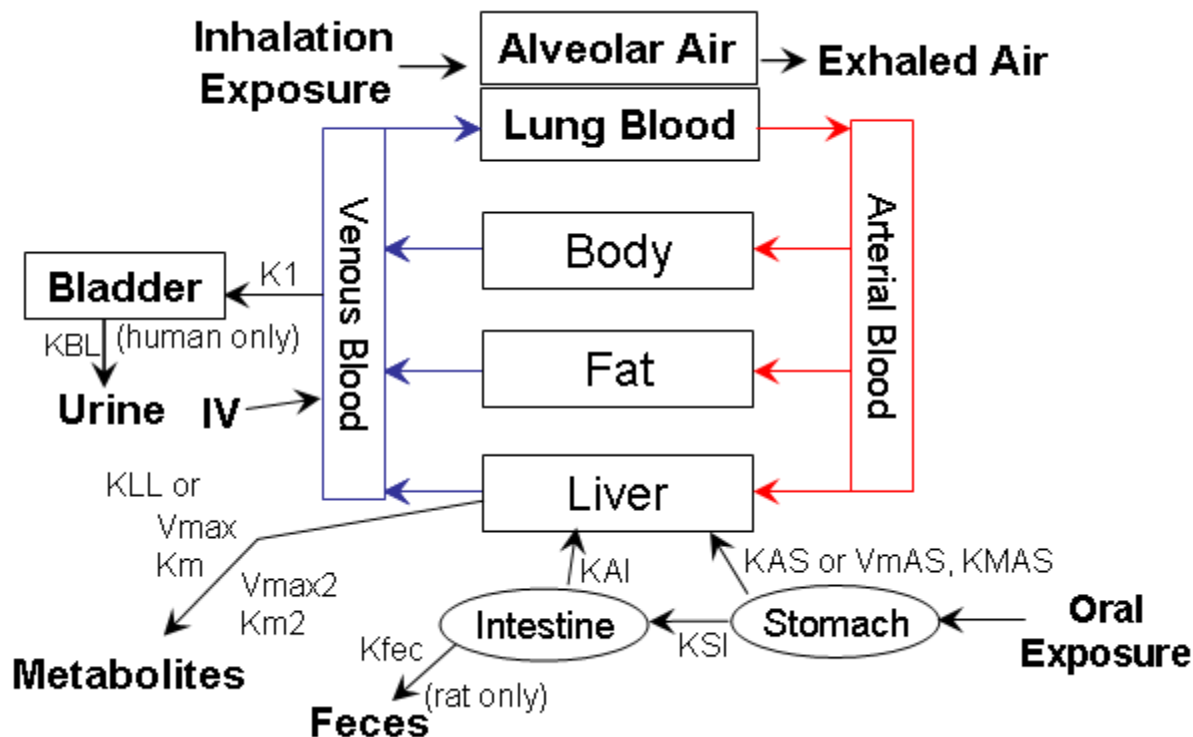 Inhalation
Exposure
Alveolar Air
Exhaled Air
Lung Blood
Venous Blood
Arterial Blood
Body
K1
Bladder
KBL
(human only)
Fat
Urine
IV
Liver
KLL or
Vmax
Km
Vmax2
Km2
KAI
KAS or VmAS, KMAS
Intestine
KSI
Stomach
Oral
Exposure
Metabolites
Kfec
(rat only)
Feces